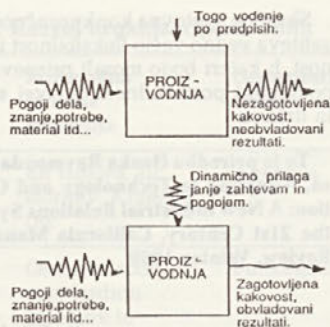 Togo vodenje
po predpisih.
PROIZ -
VODNJA
Pogoji dela,
znanje,potrebe,
material itd...
Nezagotovljena
kakovost,
neobvladovani
rezultati.
Dinamično prilaga
janje zahtevam in
pogojem.
PROIZ -
VODNJA
Pogoji dela,
znanje,potrebe,
material itd...
Zagotovljena
kakovost,
obvladovani
rezultati.